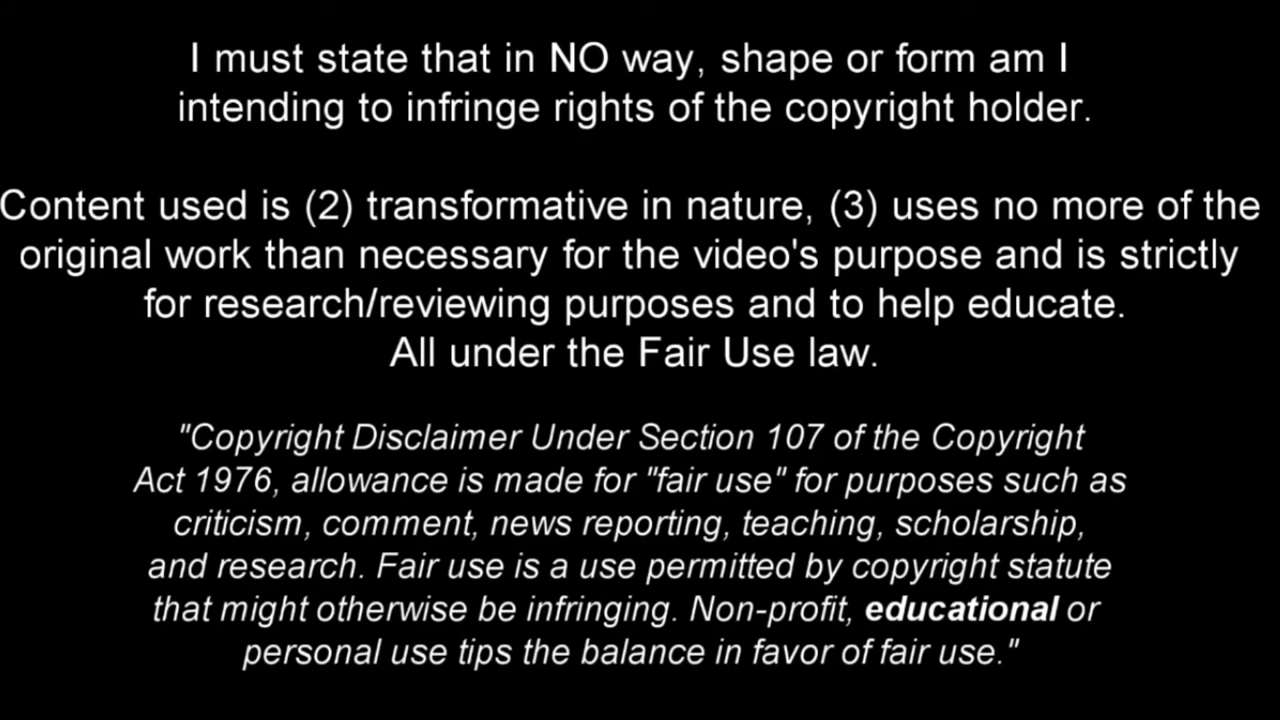 I must state that in NO way, shape or form am I
intending to infringe rights of the copyright holder.
Content used is (2) transformative in nature, (3) uses no more of the
original work than necessary for the video's purpose and is strictly
for research/reviewing purposes and to help educate.
All under the Fair Use law.
"Copyright Disclaimer Under Section 107 of the Copyright
Act 1976, allowance is made for "fair use" for purposes such as
criticism, comment, news reporting, teaching, scholarship,
and research. Fair use is a use permitted by copyright statute
that might otherwise be infringing. Non-profit, educational or
personal use tips the balance in favor of fair use."